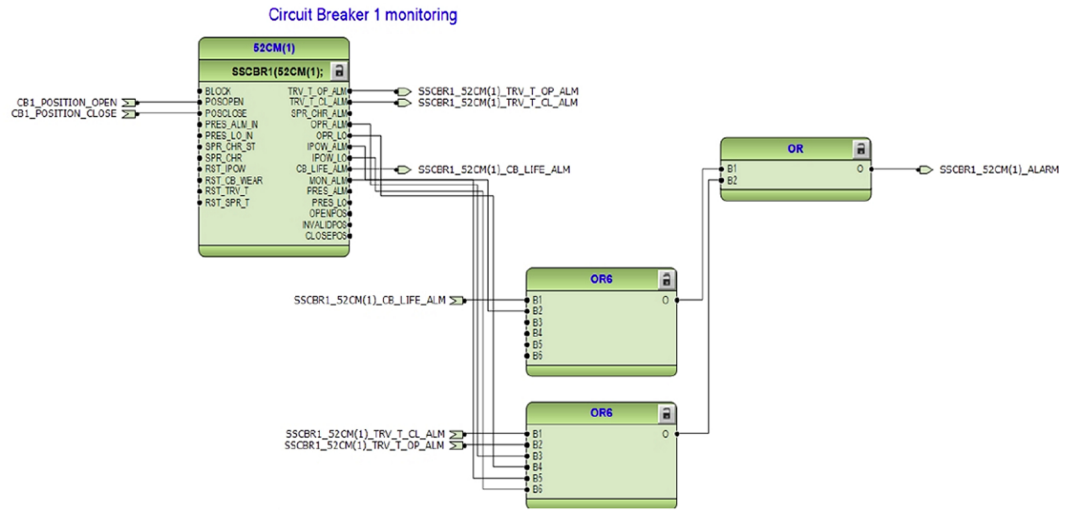 Circuit Breaker 1 monitoring
52CM(1)
SSCBR1(52CM(1);
BLOCK
POSOPEN
POSCLOSE
PRES_ALM_IN
PRES_LO_IN
SPR_CHR_ST
SPR_CHR
RST_IPOW
RST_CB_WEAR
RST_TRV_T
RST_SPR_T
TRV_T_OP_ALM
TRV_T_CL_ALM
SPR_CHR_ALM
OPR_ALM
OPR_LO
IPOW_ALM
IPOW_LO
CB_LIFE_ALM
MON_ALM
PRES_ALM
PRES_LO
OPENPOS
INVALIDPOS
CLOSEPOS
CB1_POSITION_OPEN
CB1_POSITION_CLOSE
SSCBR1_52CM(1)_TRV_T_OP_ALM
SSCBR1_52CM(1)_TRV_T_CL_ALM
SSCBR1_52CM(1)_CB_LIFE_ALM
OR
B1
B2
O
SSCBR1_52CM(1)_ALARM
OR6
SSCBR1_52CM(1)_CB_LIFE_ALM
B1
B2
B3
B4
B5
B6
O
OR6
SSCBR1_52CM(1)_TRV_T_CL_ALM
SSCBR1_52CM(1)_TRV_T_OP_ALM
B1
B2
B3
B4
B5
B6
O